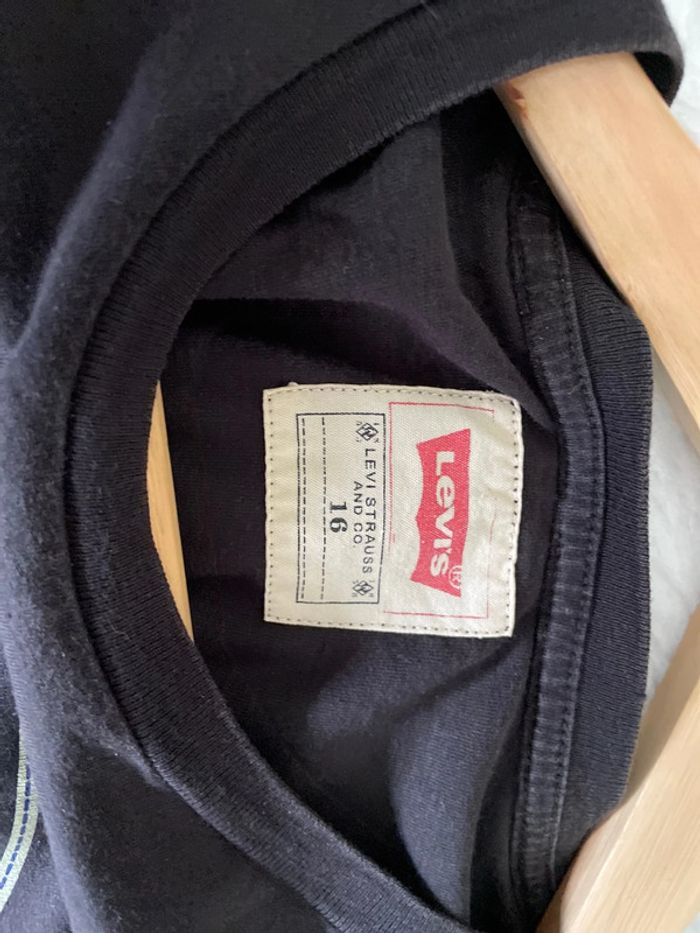 LEVI'S®
LEVI STRAUSS
AND CO.
16